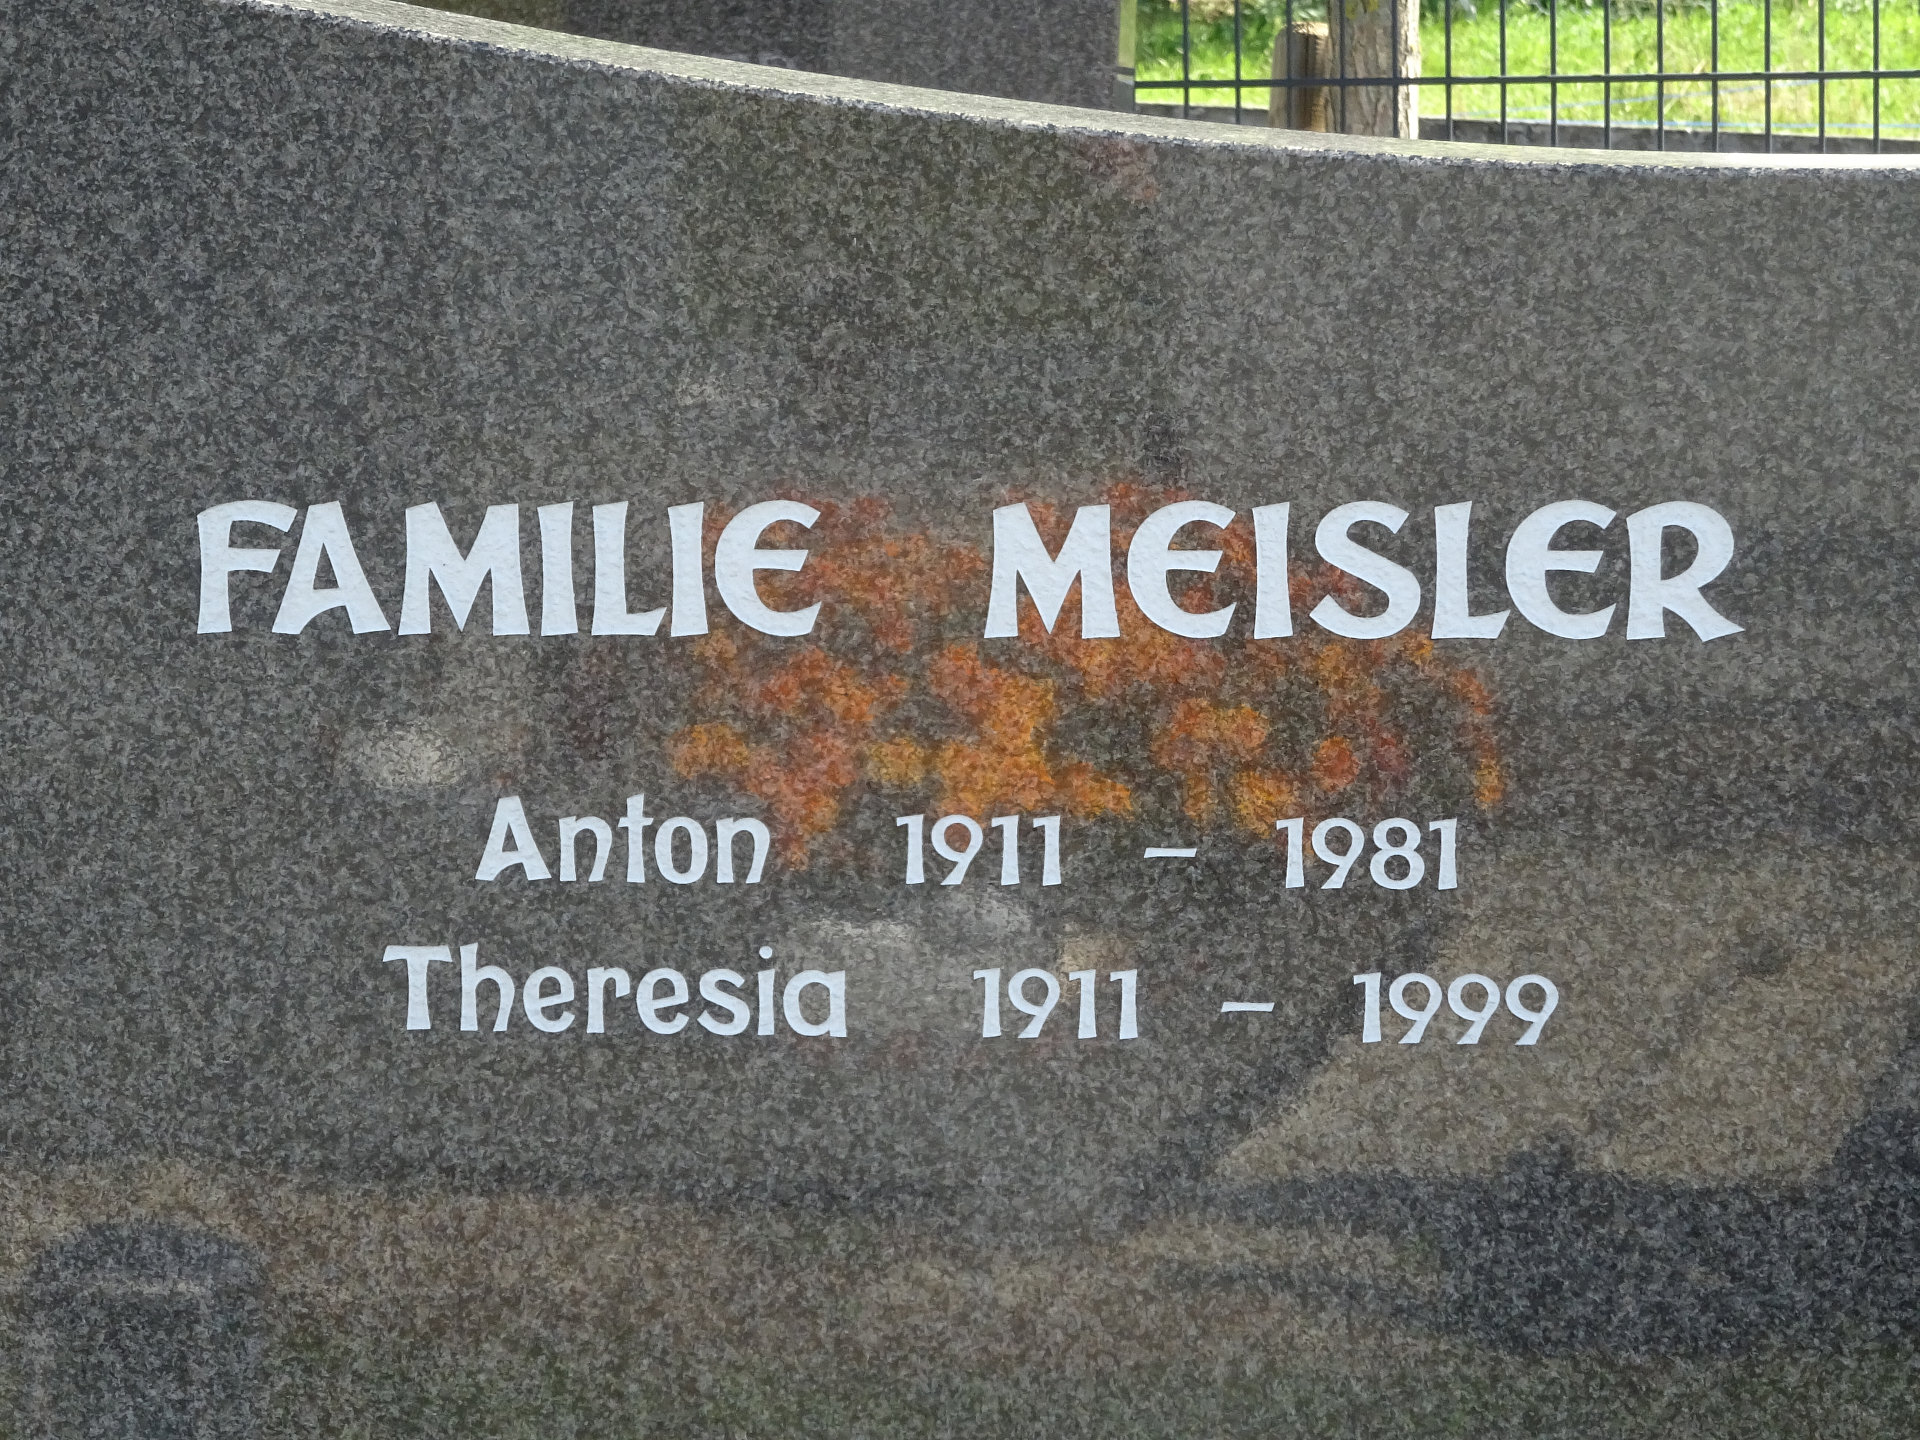 FAMILIE MEISLER
Anton 1911 – 1981
Theresia 1911 – 1999